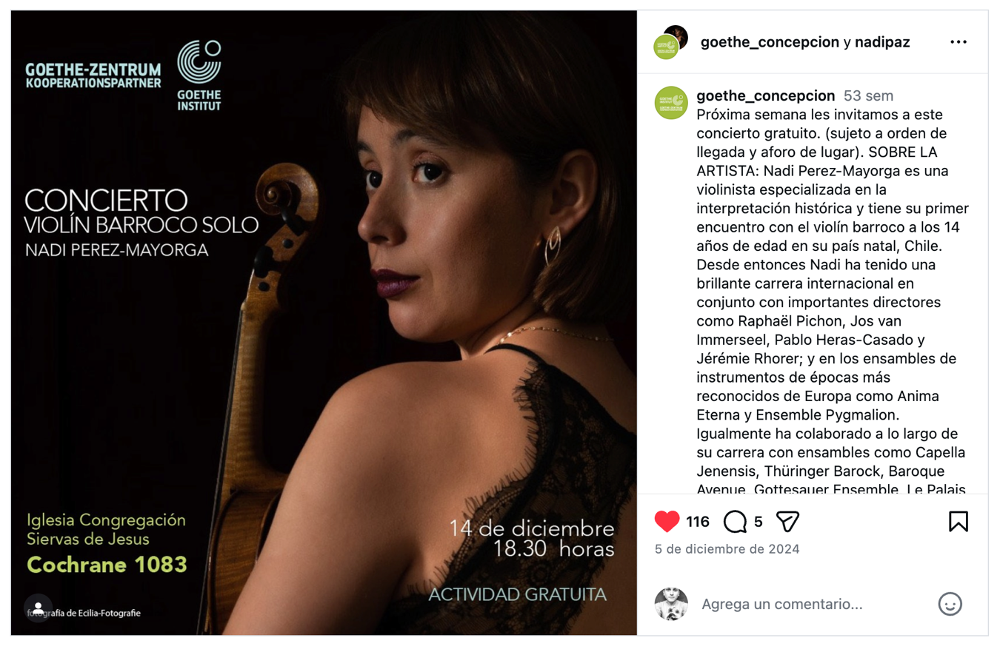 GOETHE-ZENTRUM
KOOPERATIONSPARTNER
GOETHE
INSTITUT
CONCIERTO
VIOLÍN BARROCO SOLO
NADI PEREZ-MAYORGA
Iglesia Congregación
Siervas de Jesus
Cochrane 1083
fotografía de Ecilia-Fotografie
14 de diciembre
18.30 horas
ACTIVIDAD GRATUITA
goethe_concepcion y nadipaz
goethe_concepcion 53 sem
Próxima semana les invitamos a este
concierto gratuito. (sujeto a orden de
llegada y aforo de lugar). SOBRE LA
ARTISTA: Nadi Perez-Mayorga es una
violinista especializada en la
interpretación histórica y tiene su primer
encuentro con el violín barroco a los 14
años de edad en su país natal, Chile.
Desde entonces Nadi ha tenido una
brillante carrera internacional en
conjunto con importantes directores
como Raphaël Pichon, Jos van
Immerseel, Pablo Heras-Casado y
Jérémie Rhorer; y en los ensambles de
instrumentos de épocas más
reconocidos de Europa como Anima
Eterna y Ensemble Pygmalion.
Igualmente ha colaborado a lo largo de
su carrera con ensambles como Capella
Jenensis, Thüringer Barock, Baroque
Avenue, Gottesauer Ensemble, Le Palais
116 5
5 de diciembre de 2024
Agrega un comentario...